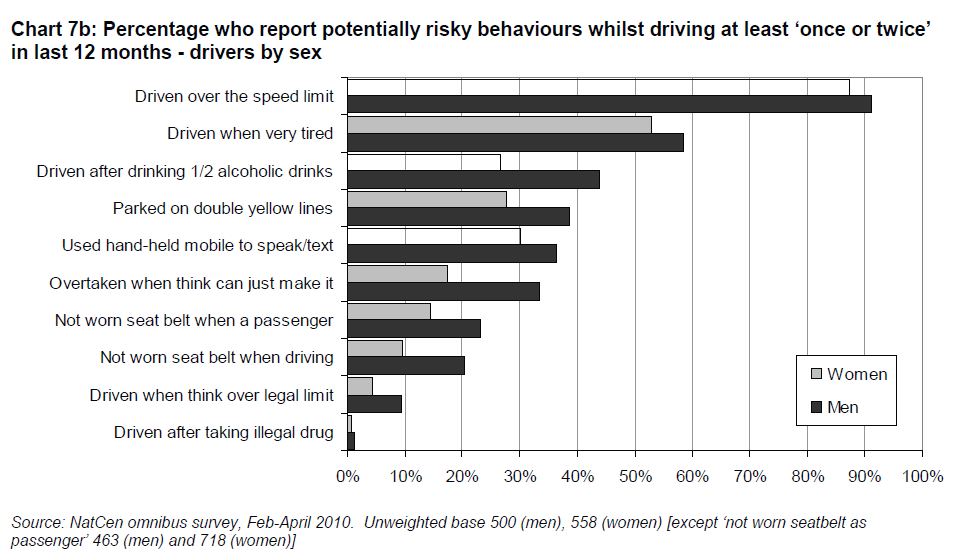 Chart 7b: Percentage who report potentially risky behaviours whilst driving at least ‘once or twice’
in last 12 months - drivers by sex
Driven over the speed limit
Driven when very tired
Driven after drinking 1/2 alcoholic drinks
Parked on double yellow lines
Used hand-held mobile to speak/text
Overtaken when think can just make it
Not worn seat belt when a passenger
Not worn seat belt when driving
Driven when think over legal limit
Driven after taking illegal drug
Women
Men
0% 10% 20% 30% 40% 50% 60% 70% 80% 90% 100%
Source: NatCen omnibus survey, Feb-April 2010. Unweighted base 500 (men), 558 (women) [except ‘not worn seatbelt as
passenger’ 463 (men) and 718 (women)]